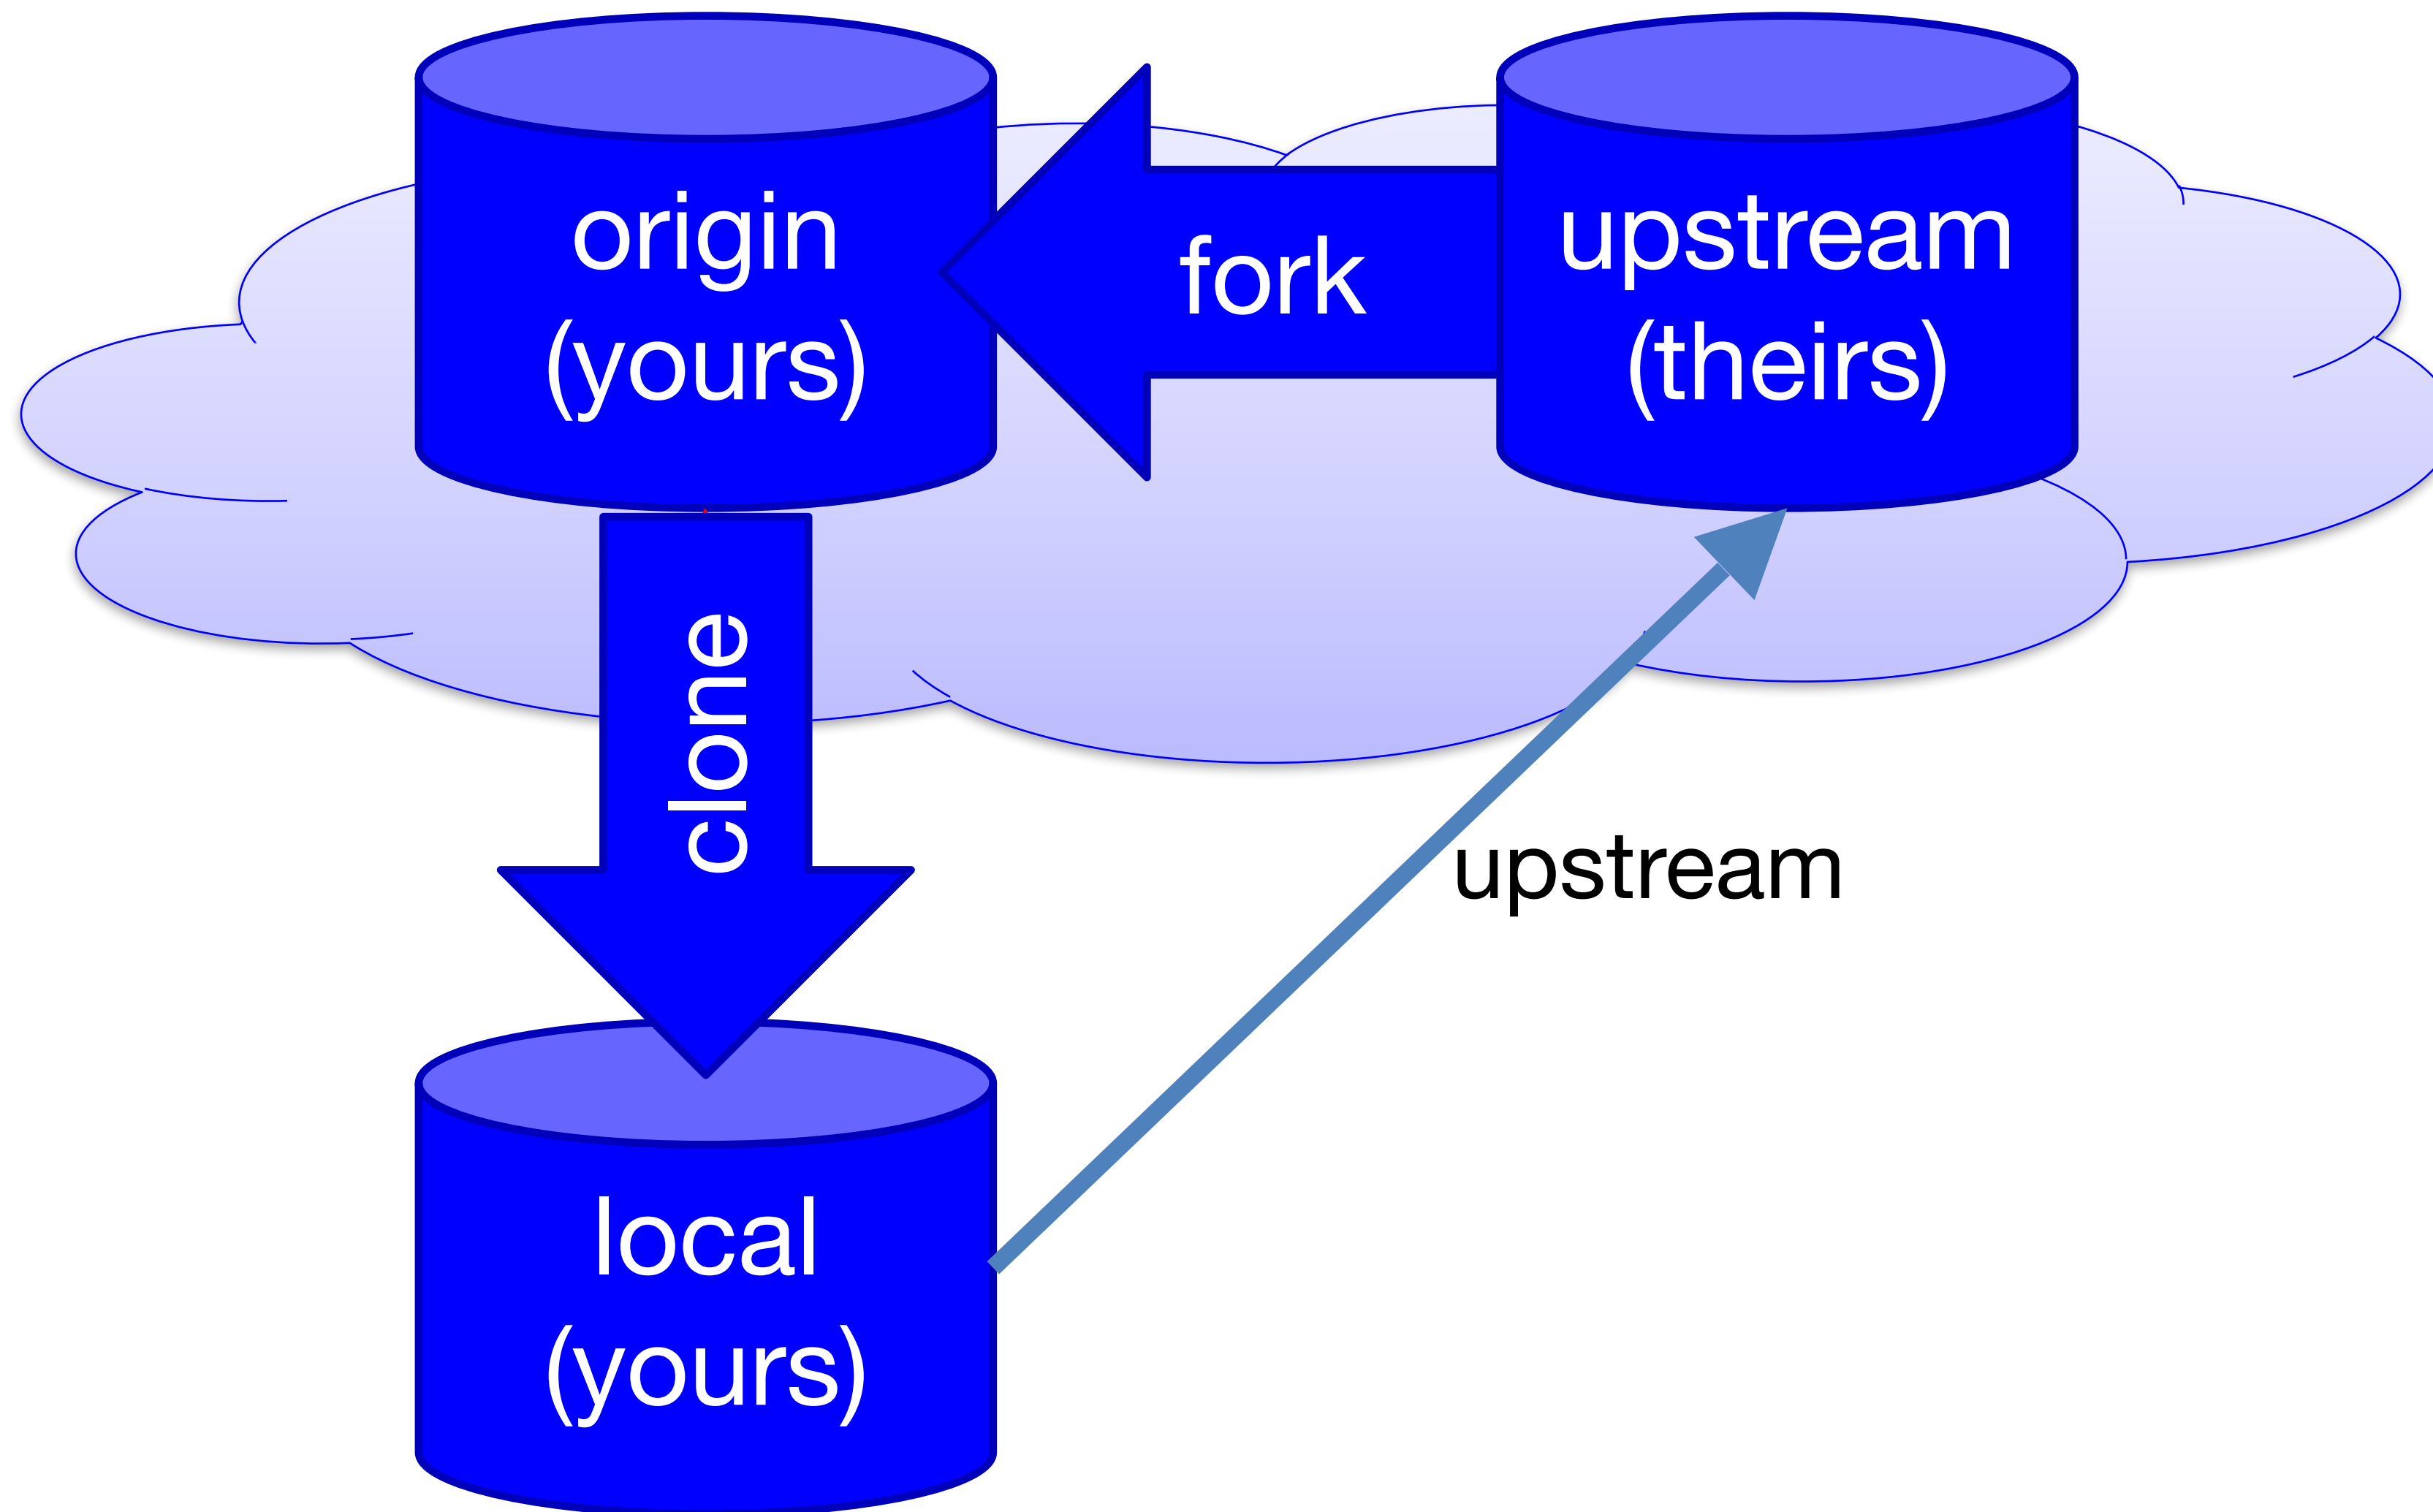 origin
(yours)
fork
upstream
(theirs)
clone
upstream
local
(yours)